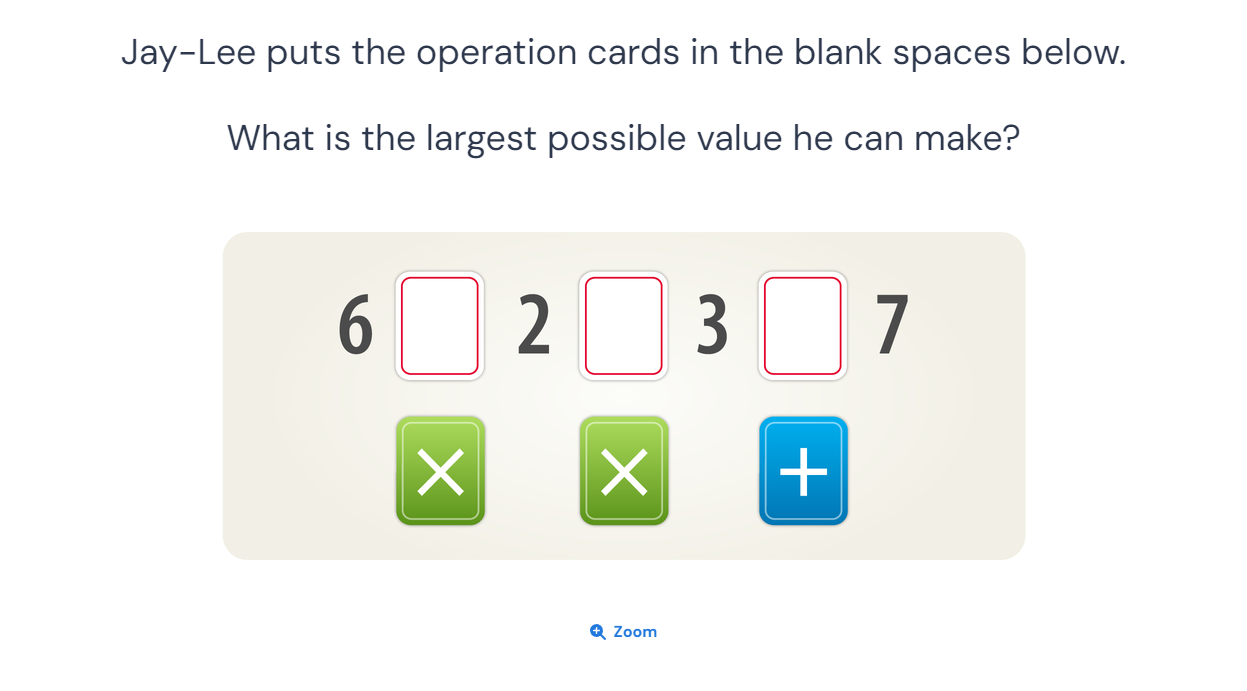 Jay-Lee puts the operation cards in the blank spaces below.
What is the largest possible value he can make?
6 2 3 7
× × +
Zoom